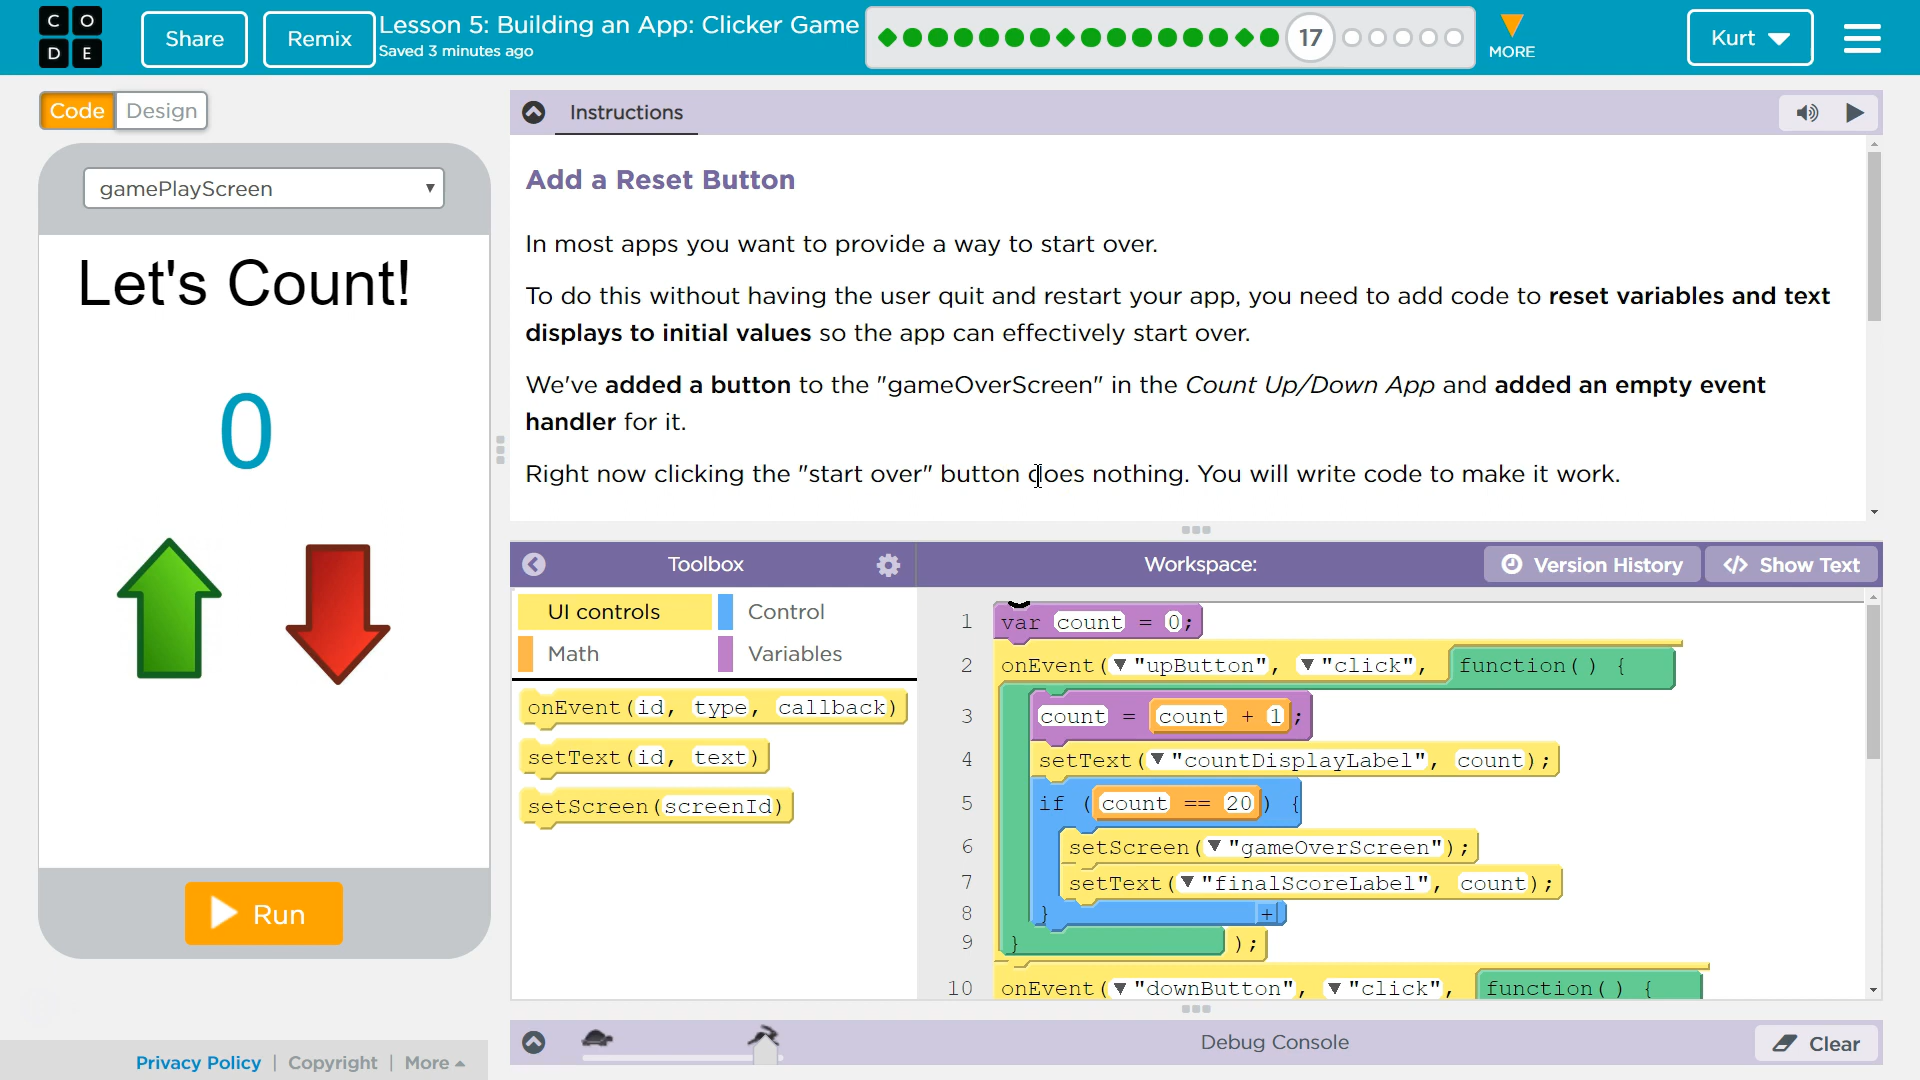 C O
D E
Share
Remix
Lesson 5: Building an App: Clicker Game
Saved 3 minutes ago
17
MORE
Kurt
Code
Design
Instructions
gamePlayScreen
Add a Reset Button
In most apps you want to provide a way to start over.
To do this without having the user quit and restart your app, you need to add code to reset variables and text
displays to initial values so the app can effectively start over.
We've added a button to the "gameOverScreen" in the Count Up/Down App and added an empty event
handler for it.
Right now clicking the "start over" button does nothing. You will write code to make it work.
Let's Count!
0
Run
Toolbox
Workspace:
Version History
</> Show Text
UI controls
Control
Math
Variables
onEvent(id, type, callback)
setText(id, text)
setScreen(screenId)
1 var count = 0;
2 onEvent(▼"upButton", ▼"click", function( ) {
3 count = count + 1;
4 setText(▼"countDisplayLabel", count);
5 if (count == 20) {
6 setScreen(▼"gameOverScreen");
7 setText(▼"finalScoreLabel", count);
8 } +
9 } );
10 onEvent(▼"downButton", ▼"click", function( ) {
Debug Console
Clear
Privacy Policy | Copyright | More